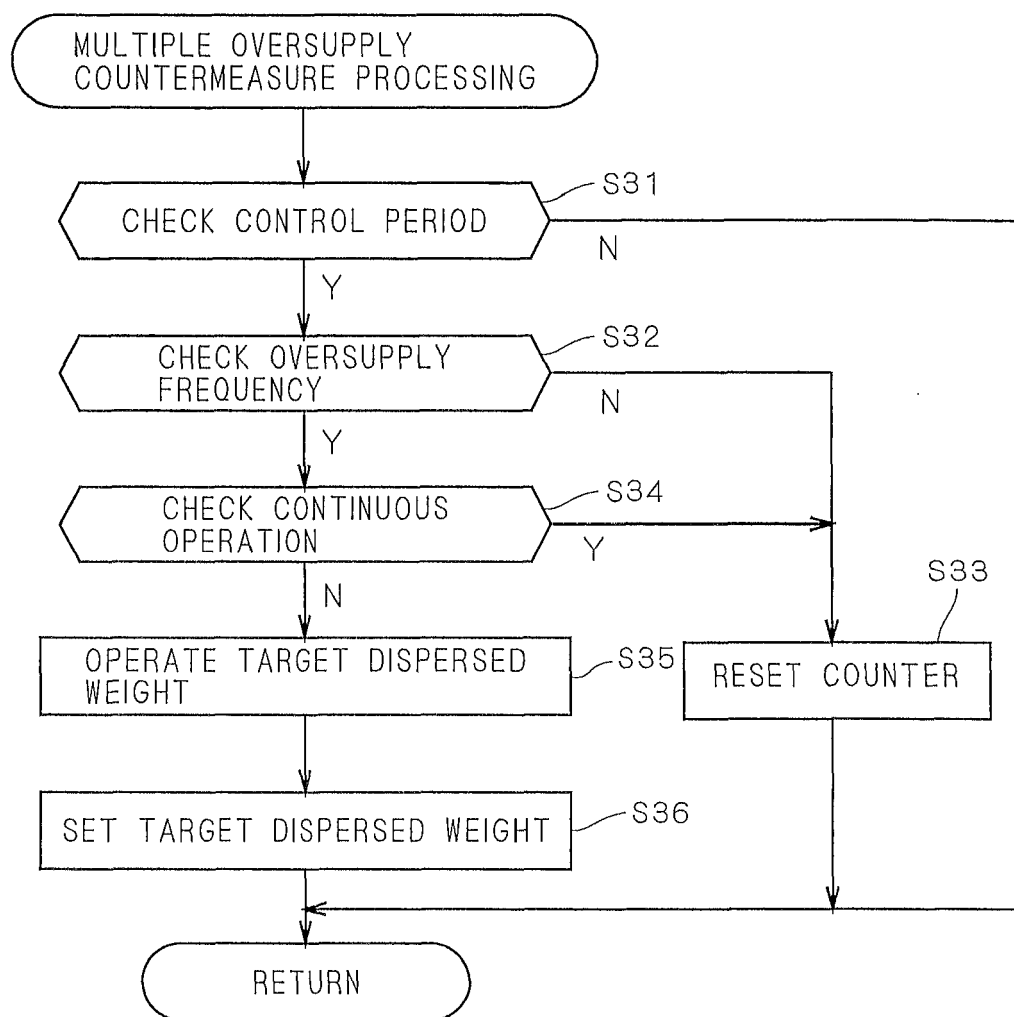 MULTIPLE OVERSUPPLY
COUNTERMEASURE PROCESSING
S31
CHECK CONTROL PERIOD
N
Y
S32
CHECK OVERSUPPLY
FREQUENCY
N
Y
S34
CHECK CONTINUOUS
OPERATION
Y
N
S33
OPERATE TARGET DISPERSED
WEIGHT
S35
RESET COUNTER
S36
SET TARGET DISPERSED WEIGHT
RETURN